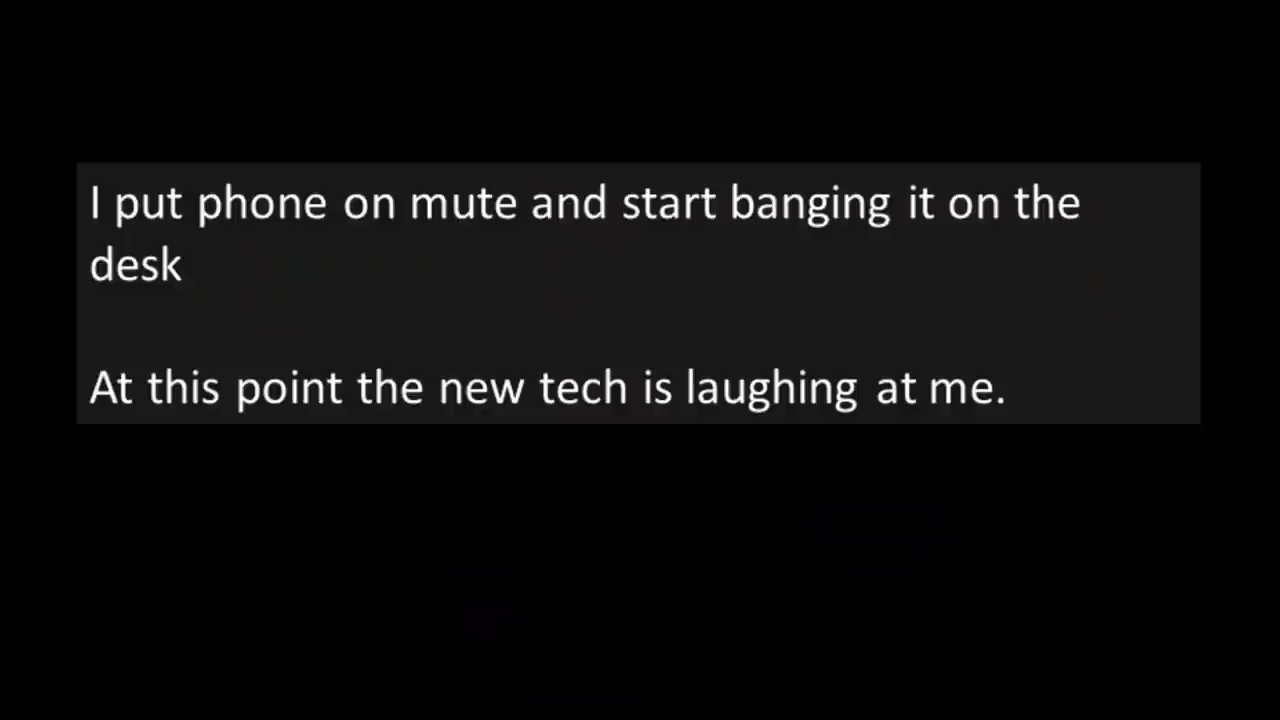 I put phone on mute and start banging it on the
desk
At this point the new tech is laughing at me.